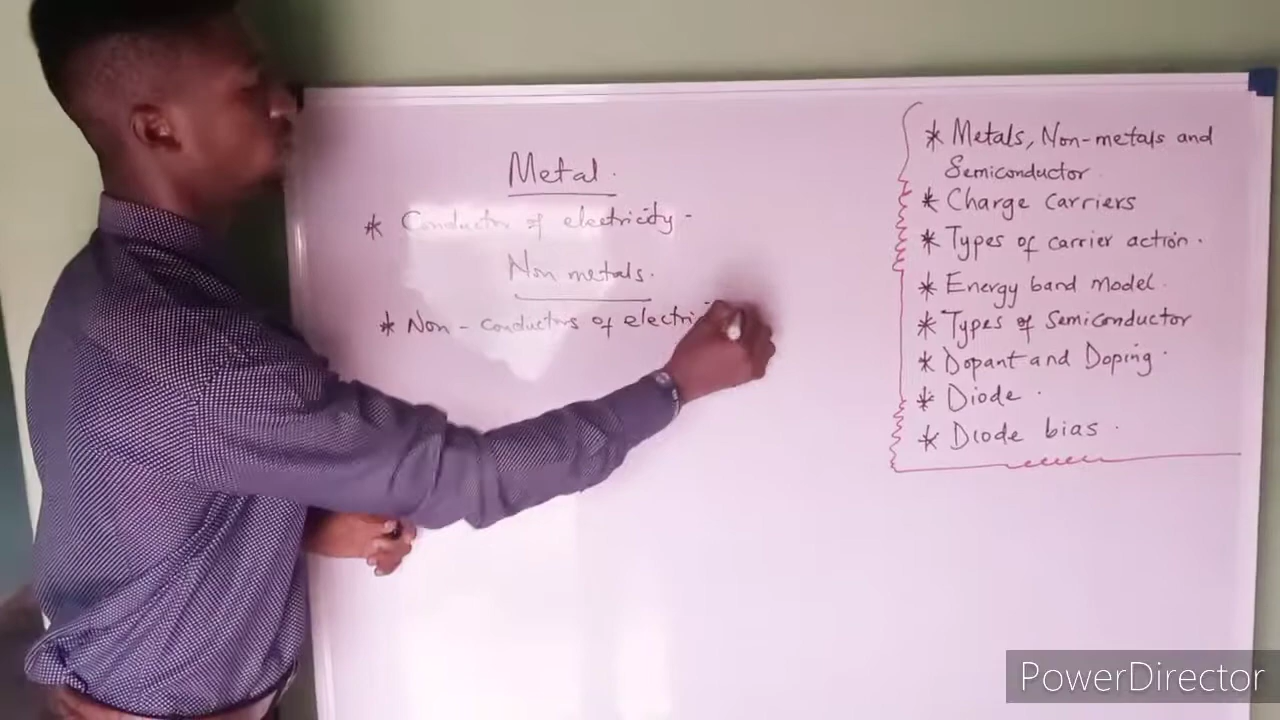 Metal.
* Conductor of electricity -
Non metals.
* Non - conductors of electrici
* Metals, Non-metals and
Semiconductor
* Charge Carriers
* Types of carrier action.
* Energy band model.
* Types of Semiconductor
* Dopant and Doping.
* Diode.
* Diode bias.
PowerDirector